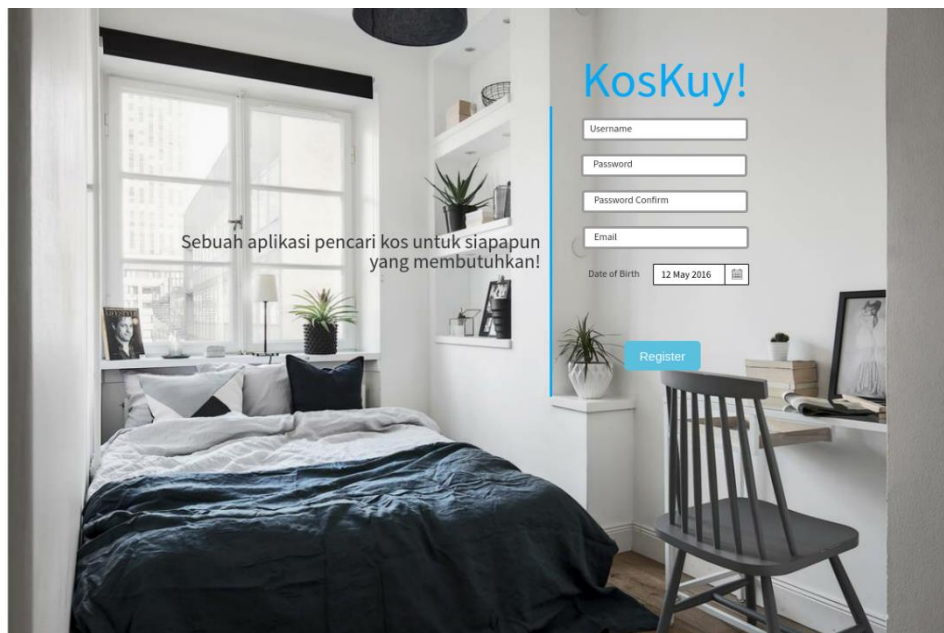 KosKuy!
Username
Password
Password Confirm
Email
Date of Birth 12 May 2016
Register
Sebuah aplikasi pencari kos untuk siapapun
yang membutuhkan!